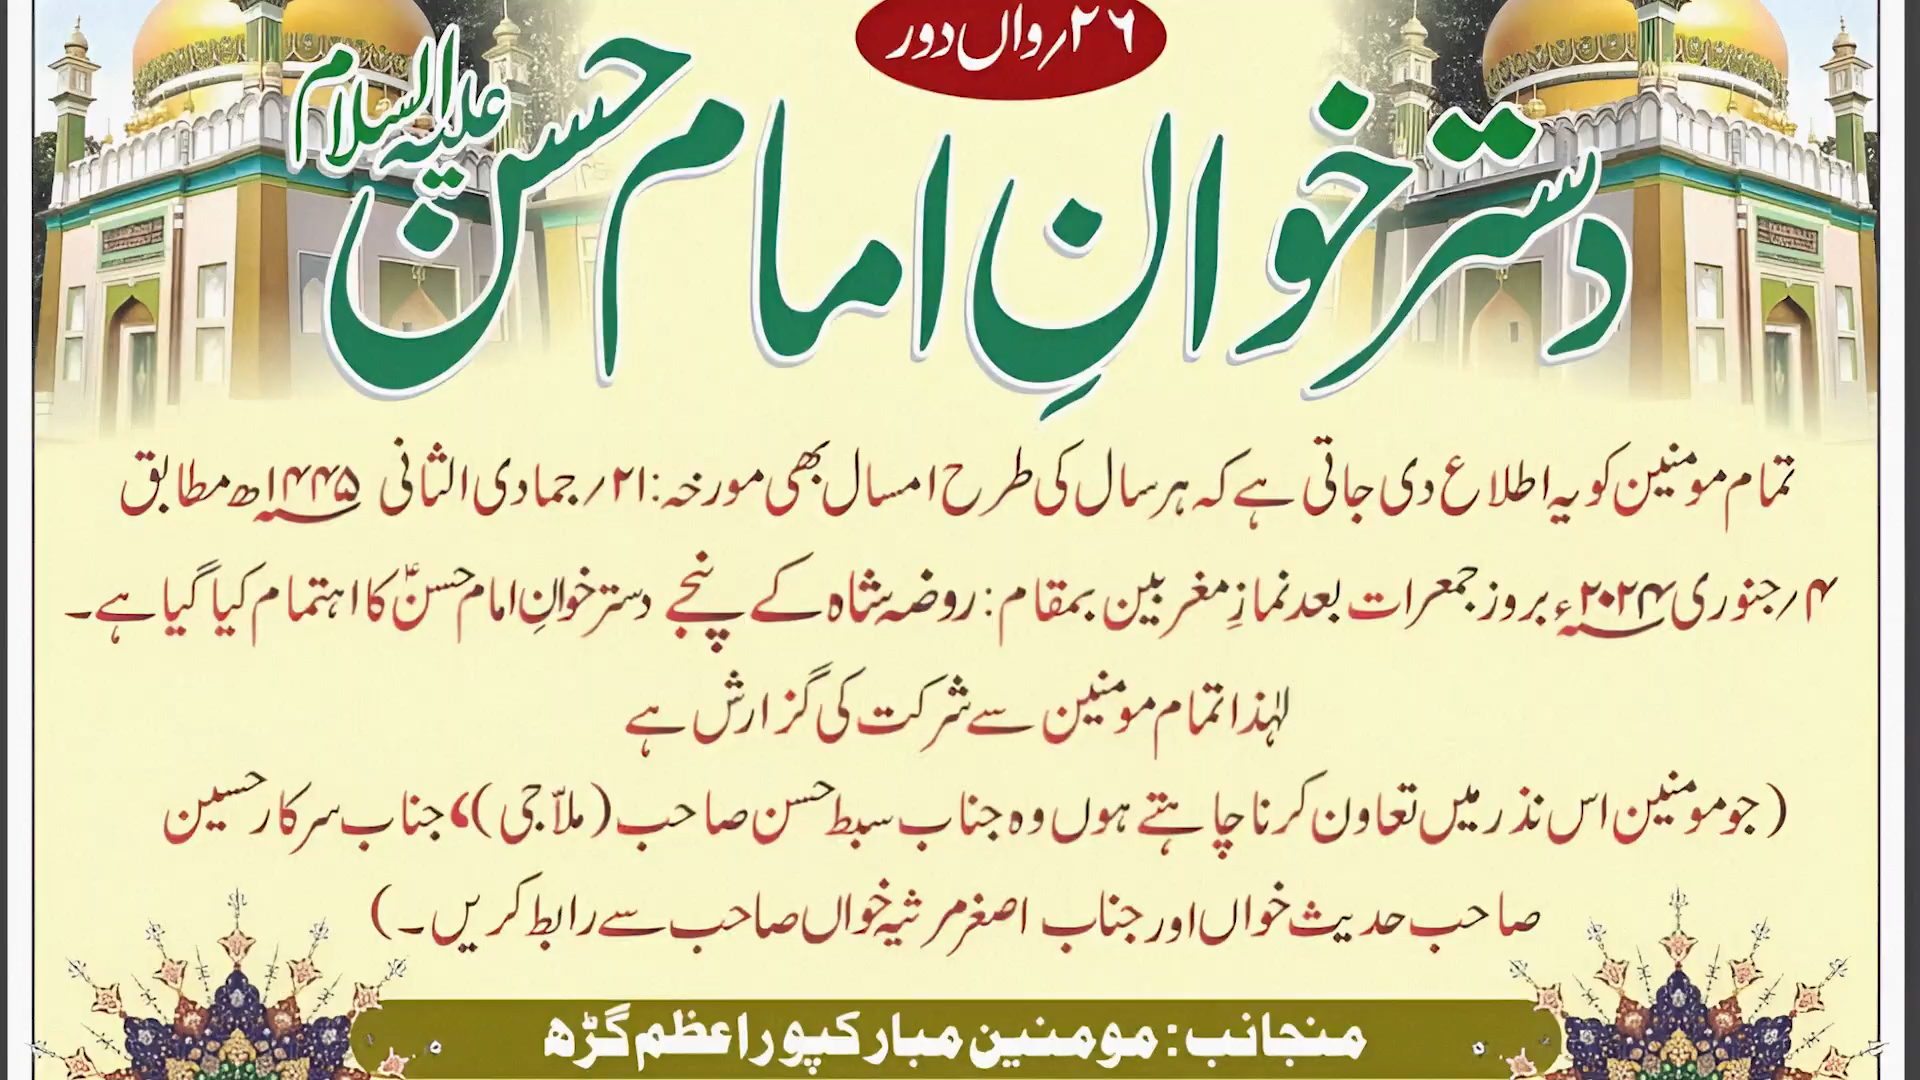 ۲۶؍رواں دور
دسترخوانِ امام حسن علیہ السلام
تمام مومنین کو یہ اطلاع دی جاتی ہے کہ ہر سال کی طرح امسال بھی مورخہ: ۲۱؍جمادی الثانی ۱۴۴۵ھ مطابق
۴؍جنوری ۲۰۲۴ء بروز جمعرات بعد نمازِ مغربین بمقام: روضہ شاہ کے پنجے دسترخوانِ امام حسنؑ کا اہتمام کیا گیا ہے۔
لہٰذا تمام مومنین سے شرکت کی گزارش ہے
(جو مومنین اس نذر میں تعاون کرنا چاہتے ہوں وہ جناب سبط حسن صاحب (ملّا جی)، جناب سرکار حسین
صاحب حدیث خواں اور جناب اصغر مرثیہ خواں صاحب سے رابط کریں۔)
منجانب: مومنین مبارکپور اعظم گڑھ